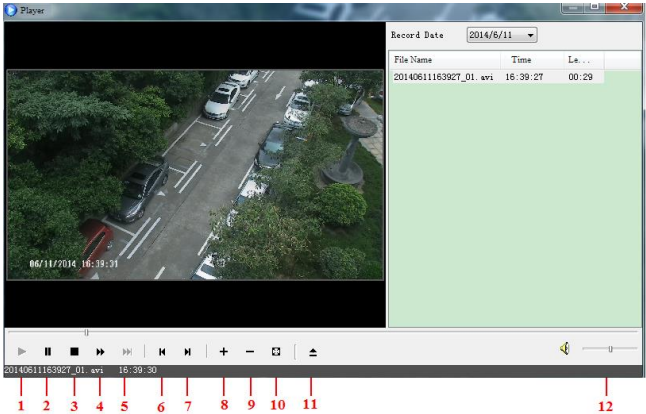 Player
Record Date 2014/6/11
File Name Time Le...
20140611163927_01.avi 16:39:27 00:29
06/11/2014 16:39:31
20140611163927_01.avi 16:39:30
1 2 3 4 5 6 7 8 9 10 11 12